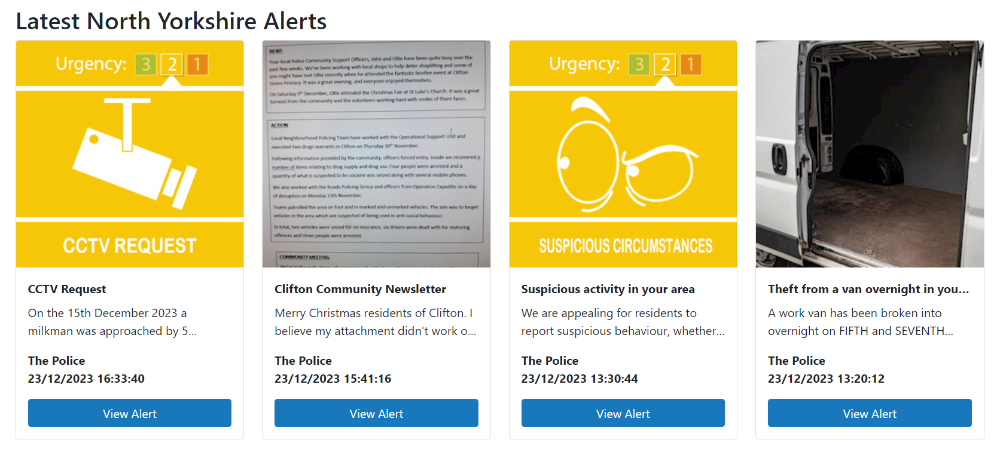 Latest North Yorkshire Alerts
Urgency: 3 2 1
CCTV REQUEST
CCTV Request
On the 15th December 2023 a
milkman was approached by 5...
The Police
23/12/2023 16:33:40
View Alert
NEWS
Your local Police Community Support Officers, John and Ollie have been quite busy over the
past few weeks. We've been working with local shops to help deter shoplifting and some of
you might have met Ollie recently when he attended the fantastic bonfire event at Clifton
Green Primary. It was a great evening, and everyone enjoyed themselves.
On Saturday 9th December, Ollie attended the Christmas Fair at St Luke's Church. It was a great
turnout from the community and the volunteers working hard with smiles of there faces.
ACTION
Local Neighbourhood Policing Team have worked with the Operational Support Unit and
executed two drugs warrants in Clifton on Thursday 30th November.
Following information provided by the community, officers forced entry. Inside we recovered a
number of items relating to drug supply and drug use. Four people were arrested and a
quantity of what is suspected to be cocaine was seized along with several mobile phones.
We also worked with the Roads Policing Group and officers from Operation Expedite on a day
of disruption on Monday 13th November.
Teams patrolled the area on foot and in marked and unmarked vehicles. The aim was to target
vehicles in the area which are suspected of being used in anti-social behaviour.
In total, two vehicles were seized for no insurance, six drivers were dealt with for motoring
offences and three people were arrested.
COMMUNITY MEETING
Clifton Community Newsletter
Merry Christmas residents of Clifton. I
believe my attachment didn't work o...
The Police
23/12/2023 15:41:16
View Alert
Urgency: 3 2 1
SUSPICIOUS CIRCUMSTANCES
Suspicious activity in your area
We are appealing for residents to
report suspicious behaviour, whether...
The Police
23/12/2023 13:30:44
View Alert
Theft from a van overnight in you...
A work van has been broken into
overnight on FIFTH and SEVENTH...
The Police
23/12/2023 13:20:12
View Alert